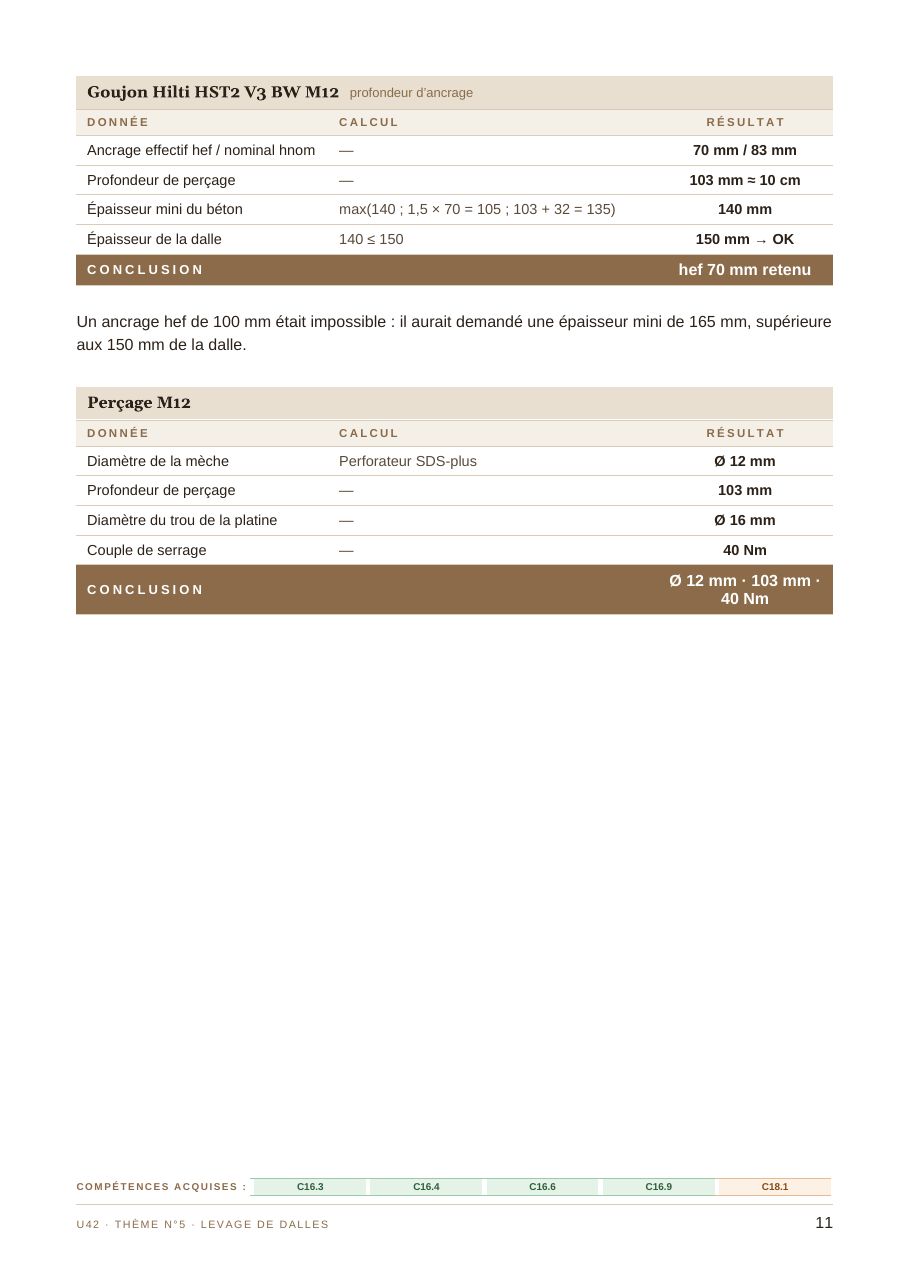 Goujon Hilti HST2 V3 BW M12 profondeur d'ancrage
DONNÉE CALCUL RÉSULTAT
Ancrage effectif hef / nominal hnom — 70 mm / 83 mm
Profondeur de perçage — 103 mm ≈ 10 cm
Épaisseur mini du béton max(140 ; 1,5 × 70 = 105 ; 103 + 32 = 135) 140 mm
Épaisseur de la dalle 140 ≤ 150 150 mm → OK
CONCLUSION hef 70 mm retenu
Un ancrage hef de 100 mm était impossible : il aurait demandé une épaisseur mini de 165 mm, supérieure
aux 150 mm de la dalle.
Perçage M12
DONNÉE CALCUL RÉSULTAT
Diamètre de la mèche Perforateur SDS-plus Ø 12 mm
Profondeur de perçage — 103 mm
Diamètre du trou de la platine — Ø 16 mm
Couple de serrage — 40 Nm
CONCLUSION Ø 12 mm · 103 mm ·
40 Nm
COMPÉTENCES ACQUISES : C16.3 C16.4 C16.6 C16.9 C18.1
U42 · THÈME N°5 · LEVAGE DE DALLES 11